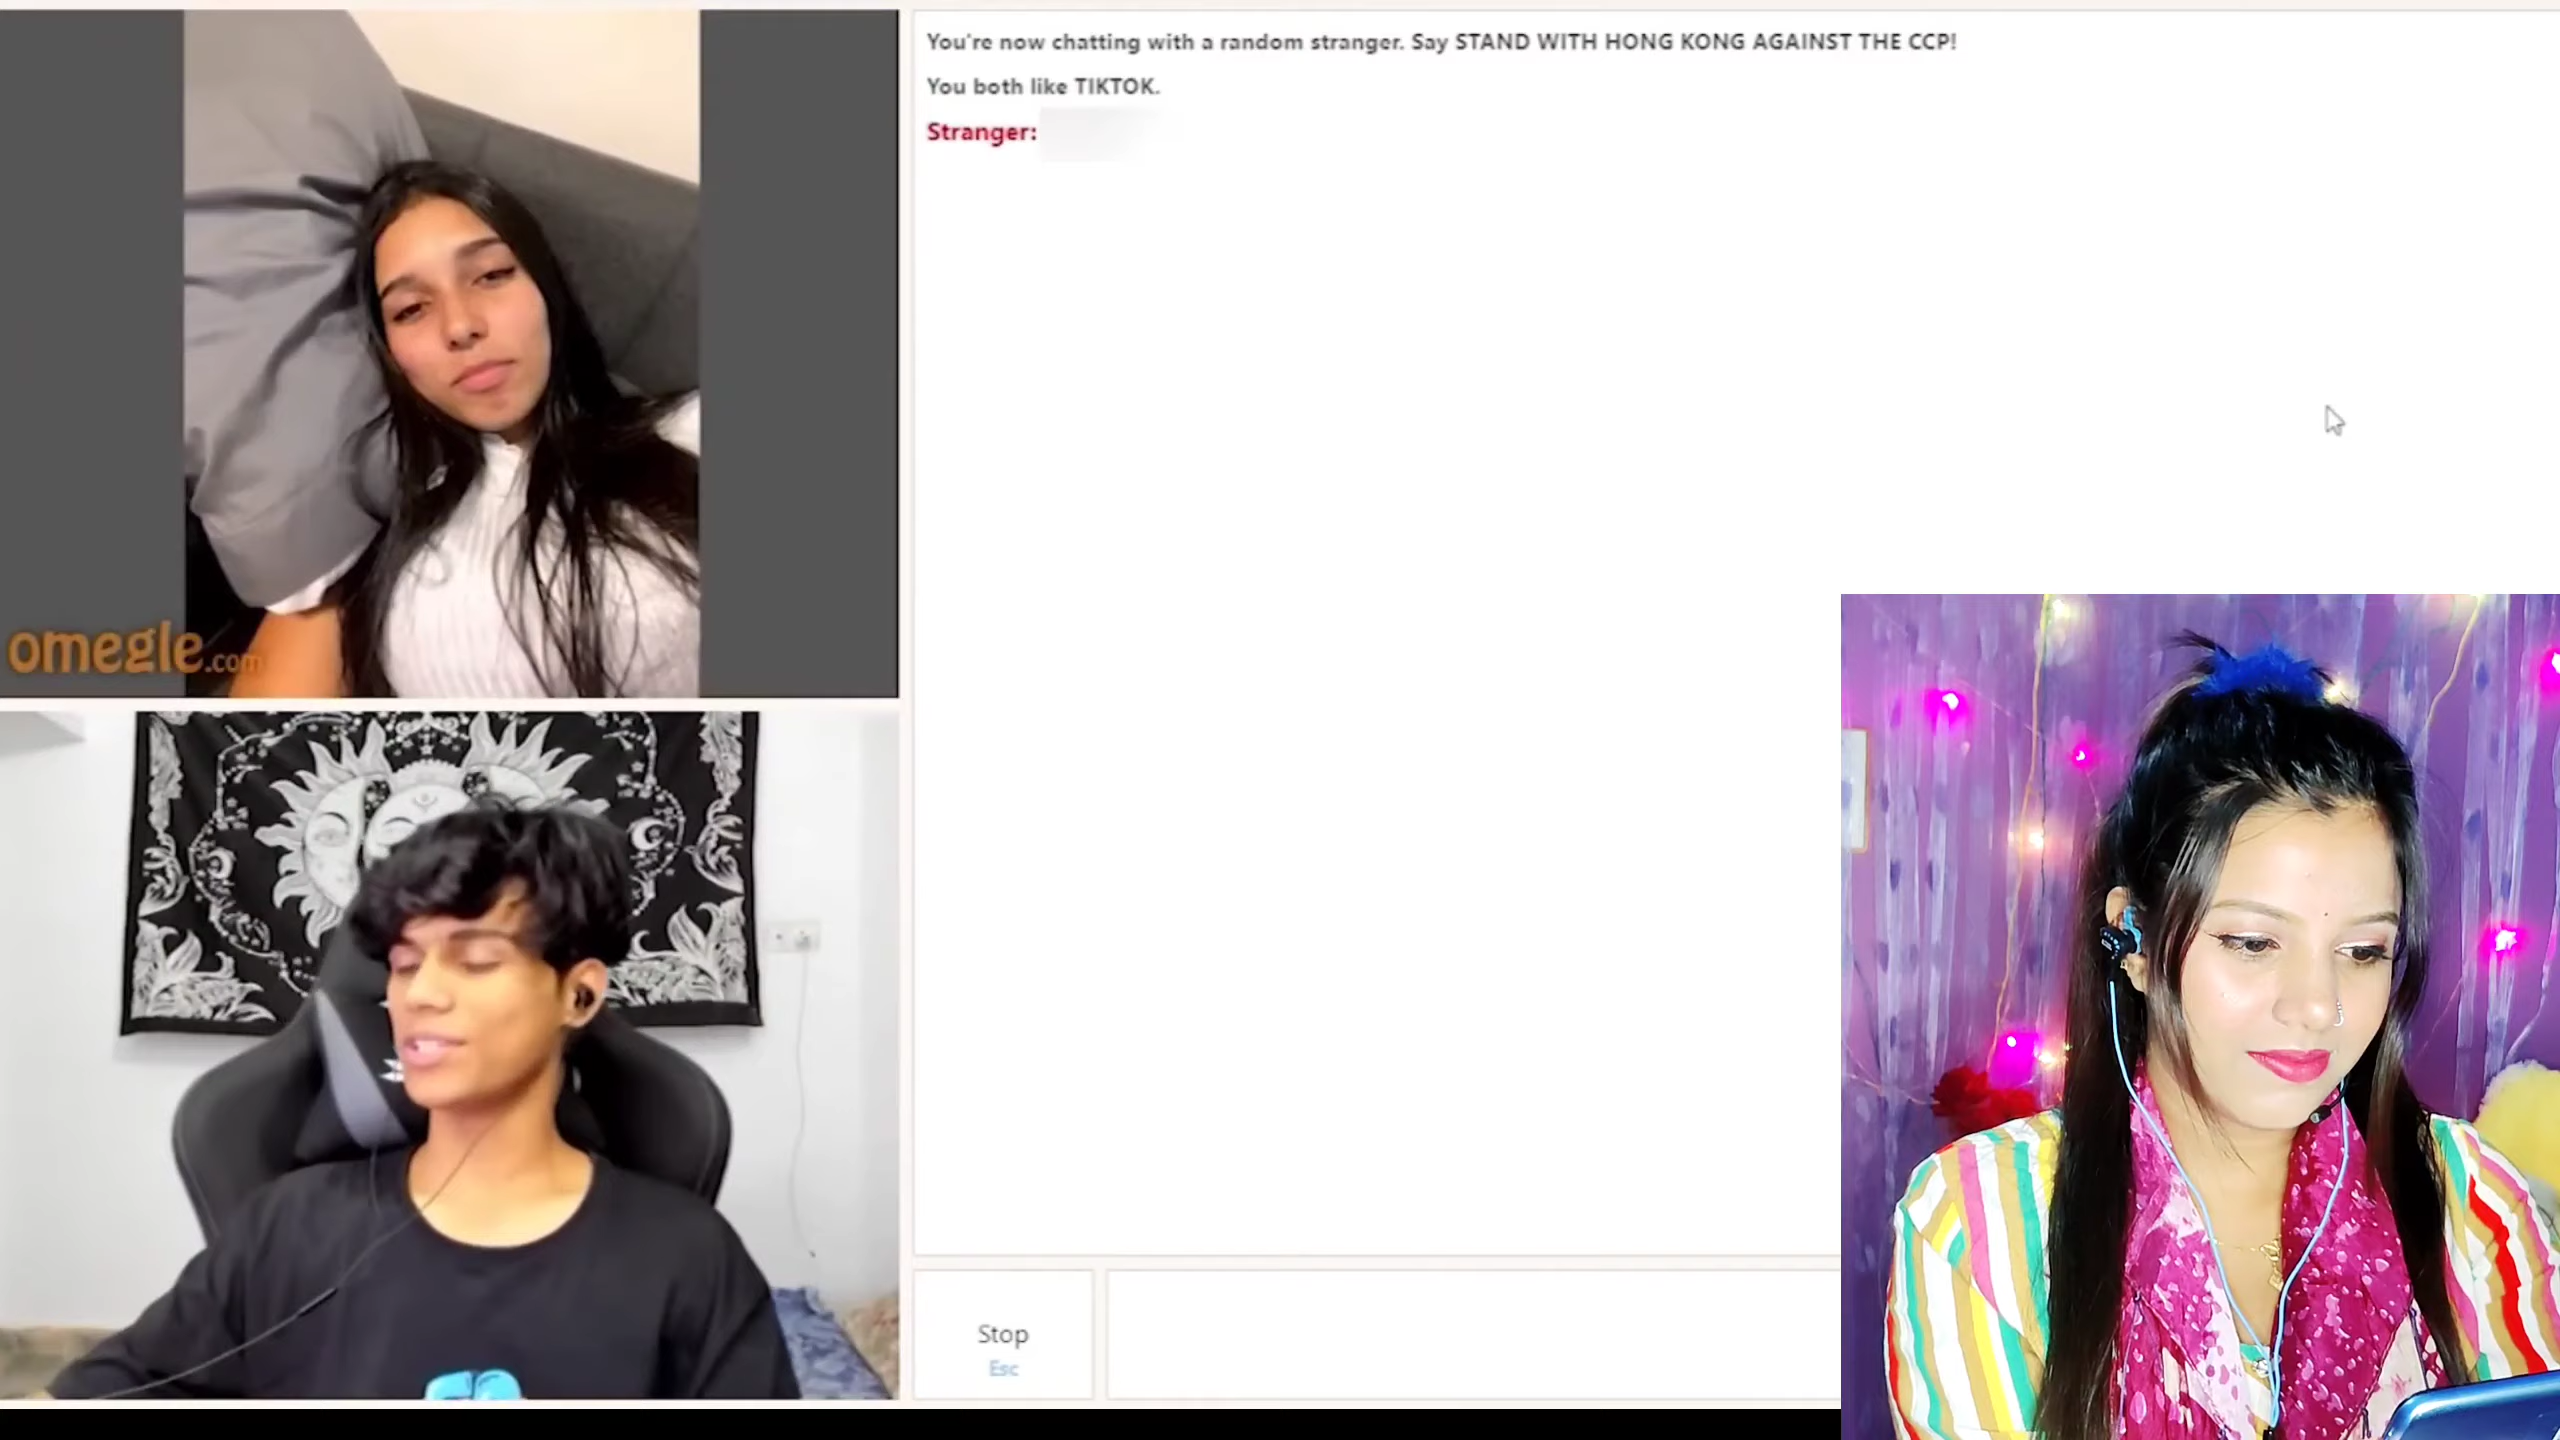 You're now chatting with a random stranger. Say STAND WITH HONG KONG AGAINST THE CCP!
You both like TIKTOK.
Stranger:
omegle.com
Stop
Esc